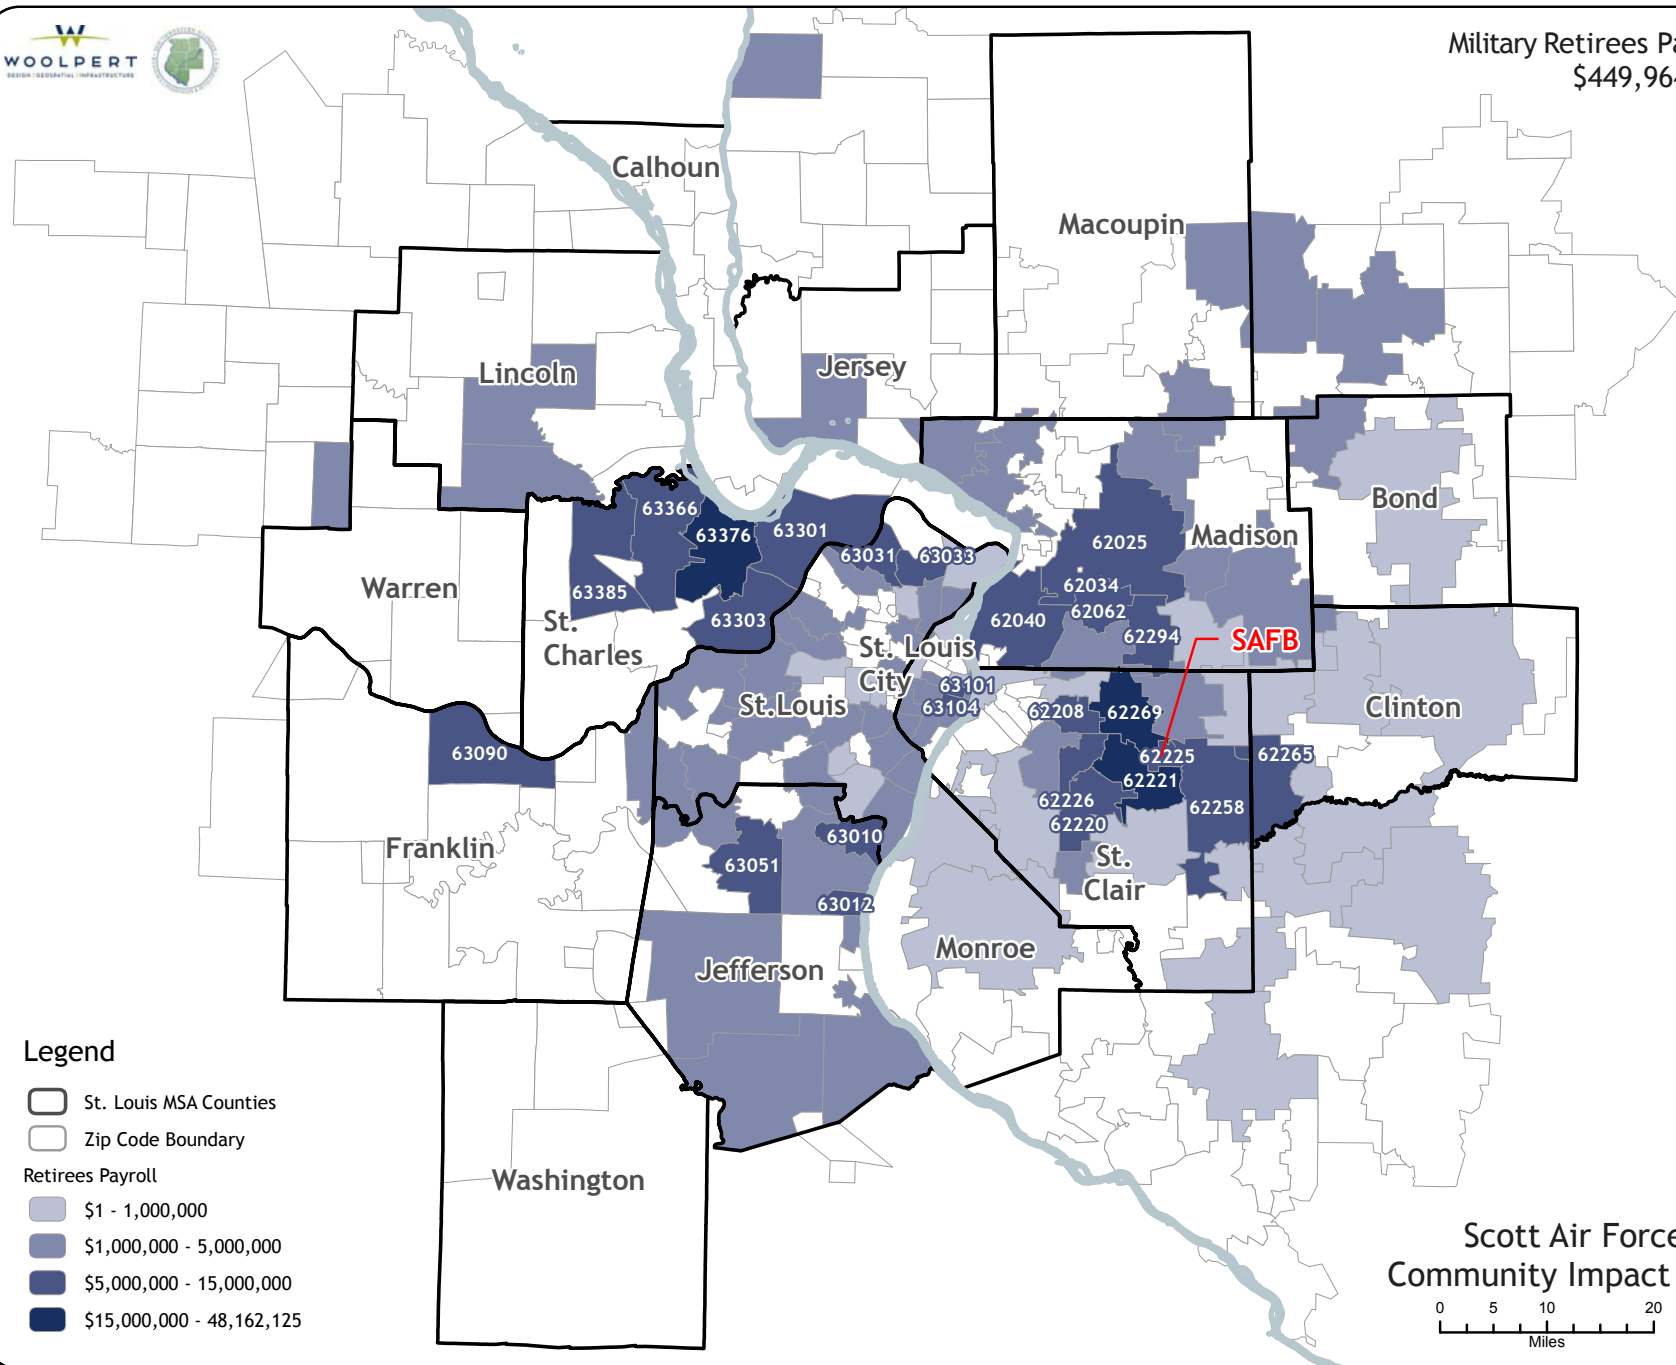 WOOLPERT
DESIGN | GEOSPATIAL | INFRASTRUCTURE
Military Retirees Pa
$449,964
Calhoun
Macoupin
Lincoln
Jersey
Bond
63366
63376
63301
63031
63033
62025
Madison
Warren
63385
62034
62040
62062
63303
62294
St.
Charles
St. Louis
City
SAFB
63101
63104
St.Louis
62208
62269
Clinton
63090
62225
62265
62221
62226
62258
62220
63010
Franklin
63051
St.
Clair
63012
Monroe
Jefferson
Washington
Legend
St. Louis MSA Counties
Zip Code Boundary
Retirees Payroll
$1 - 1,000,000
$1,000,000 - 5,000,000
$5,000,000 - 15,000,000
$15,000,000 - 48,162,125
Scott Air Force
Community Impact
0 5 10 20
Miles